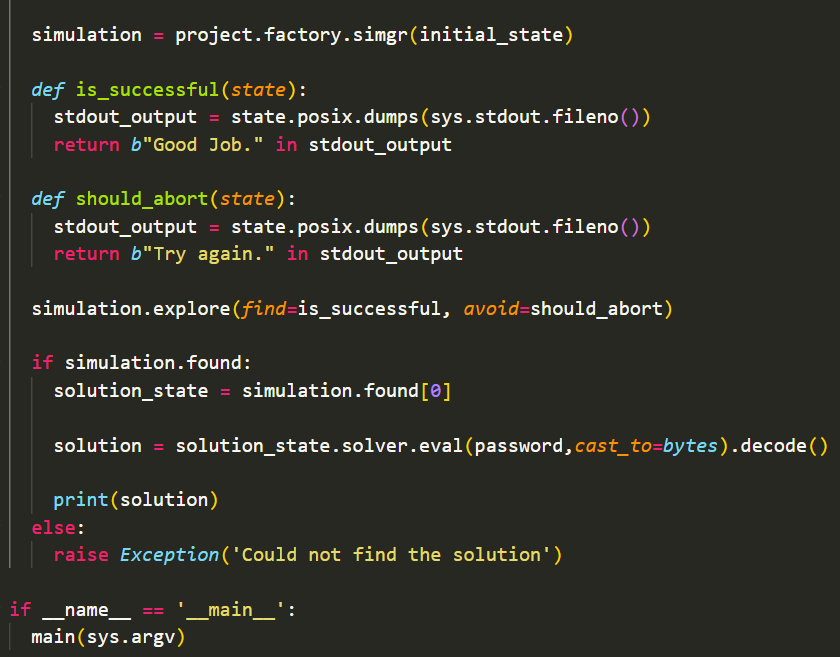 simulation = project.factory.simgr(initial_state)
def is_successful(state):
stdout_output = state.posix.dumps(sys.stdout.fileno())
return b"Good Job." in stdout_output
def should_abort(state):
stdout_output = state.posix.dumps(sys.stdout.fileno())
return b"Try again." in stdout_output
simulation.explore(find=is_successful, avoid=should_abort)
if simulation.found:
solution_state = simulation.found[0]
solution = solution_state.solver.eval(password,cast_to=bytes).decode()
print(solution)
else:
raise Exception('Could not find the solution')
if __name__ == '__main__':
main(sys.argv)